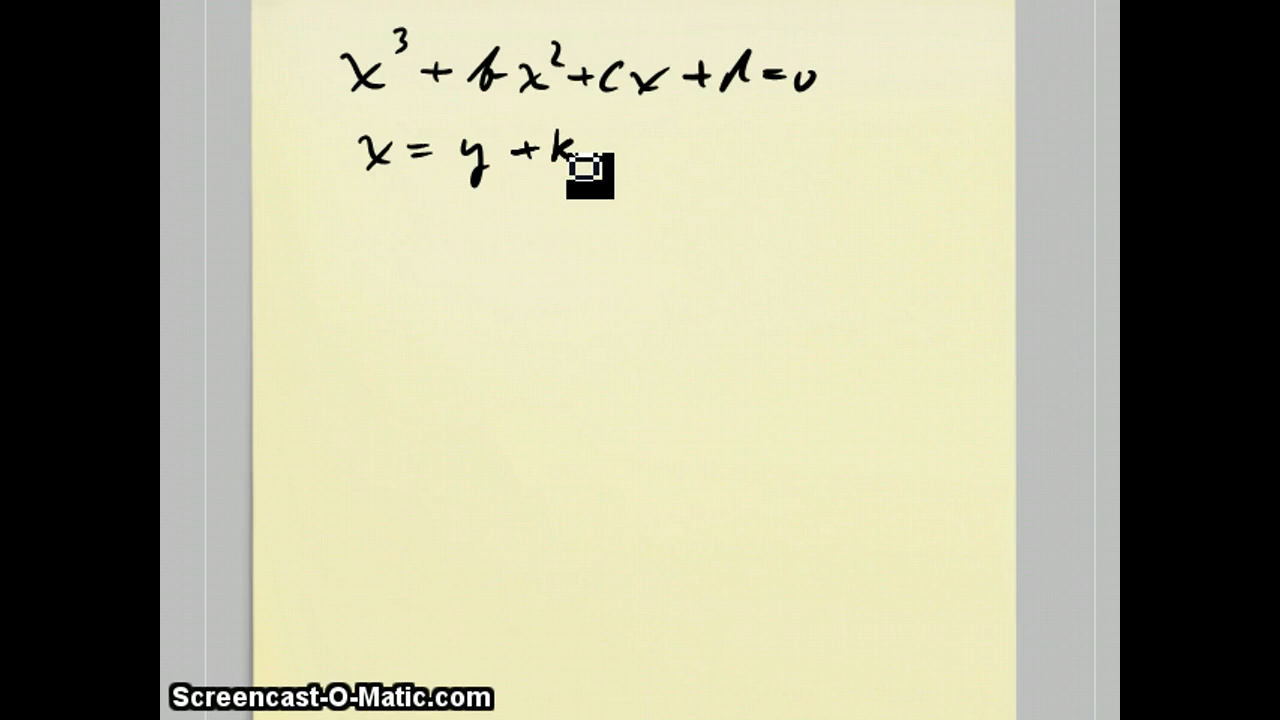 x³ + bx² + cx + d = 0
x = y + k
Screencast-O-Matic.com